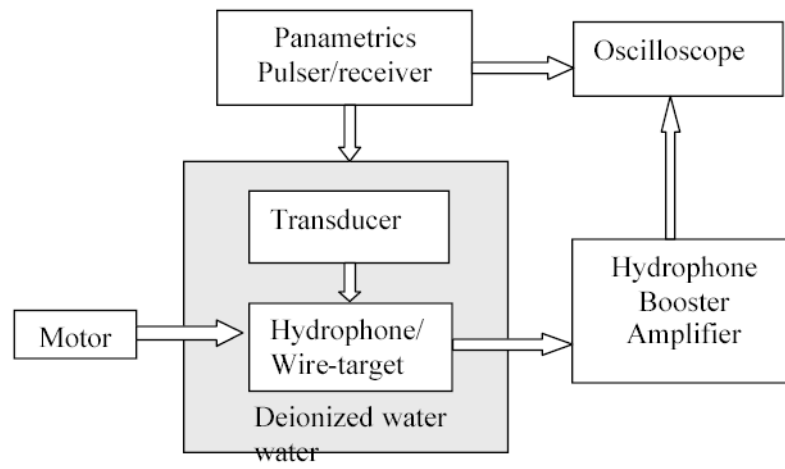 Panametrics
Pulser/receiver
Oscilloscope
Transducer
Hydrophone/
Wire-target
Motor
Hydrophone
Booster
Amplifier
Deionized water
water